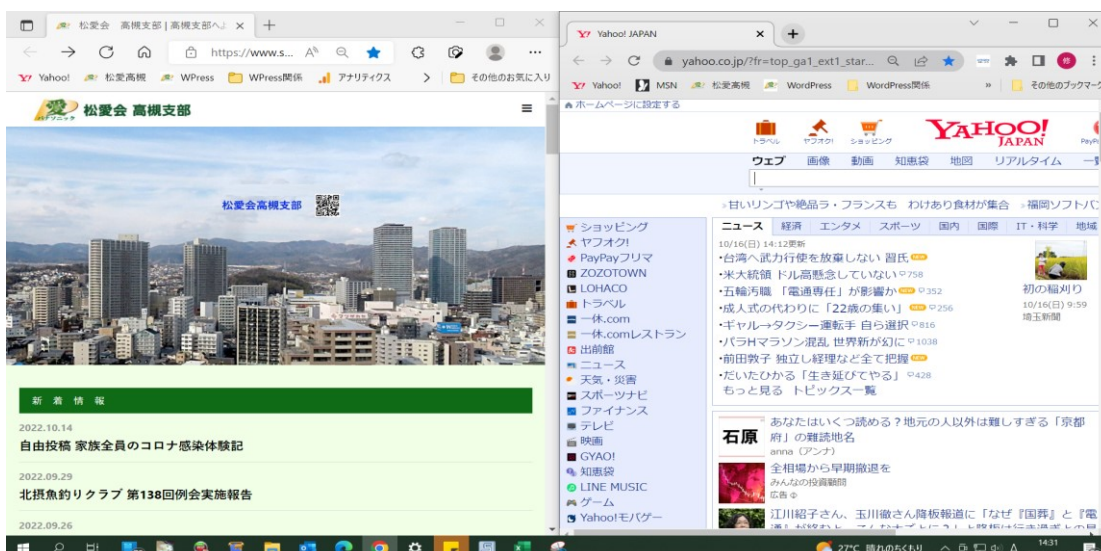 松愛会 高槻支部 | 高槻支部へよ
https://www.s...
Yahoo! 松愛高槻 WPress WPress関係 アナリティクス その他のお気に入り
愛
パナソニック
松愛会 高槻支部
松愛会高槻支部
新着情報
2022.10.14
自由投稿 家族全員のコロナ感染体験記
2022.09.29
北摂魚釣りクラブ 第138回例会実施報告
2022.09.26
Yahoo! JAPAN
yahoo.co.jp/?fr=top_ga1_ext1_star...
修
Yahoo! MSN 松愛高槻 WordPress WordPress関係 » その他のブックマーク
ホームページに設定する
トラベル ヤフオク! ショッピング YAHOO! JAPAN
ウェブ 画像 動画 知恵袋 地図 リアルタイム
甘いリンゴや絶品ラ・フランスも わけあり食材が集合
ショッピング
ヤフオク!
PayPayフリマ
ZOZOTOWN
LOHACO
トラベル
一休.com
一休.comレストラン
出前館
ニュース
天気・災害
スポーツナビ
ファイナンス
テレビ
映画
GYAO!
知恵袋
LINE MUSIC
ゲーム
Yahoo!モバゲー
ニュース 経済 エンタメ スポーツ 国内 国際 IT・科学 地域
10/16(日) 14:12更新
・台湾へ武力行使を放棄しない 習氏 NEW
・米大統領 ドル高懸念していない 758
・五輪汚職 「電通専任」が影響か NEW 352
・成人式の代わりに「22歳の集い」 NEW 256
・ギャル→タクシー運転手 自ら選択 816
・パラHマラソン混乱 世界新が幻に 1038
・前田敦子 独立し経理など全て把握 NEW
・だいたひかる「生き延びてやる」 428
もっと見る トピックス一覧
初の稲刈り
10/16(日) 9:59
埼玉新聞
石原
あなたはいくつ読める？地元の人以外は難しすぎる「京都
府」の難読地名
anna（アンナ）
全相場から早期撤退を
みんなの投資顧問
広告
江川紹子さん、玉川徹さん降板報道に「なぜ『国葬』と『電
27°C 晴れのちくもり
A
14:31